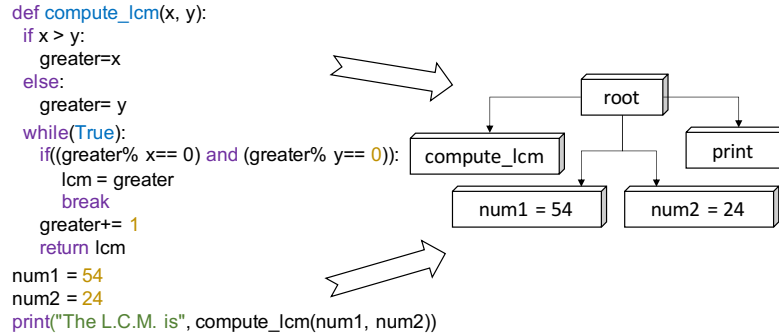 def compute_lcm(x, y):
if x > y:
greater=x
else:
greater= y
while(True):
if((greater% x== 0) and (greater% y== 0)):
lcm = greater
break
greater+= 1
return lcm
num1 = 54
num2 = 24
print("The L.C.M. is", compute_lcm(num1, num2))
root
compute_lcm
print
num1 = 54
num2 = 24